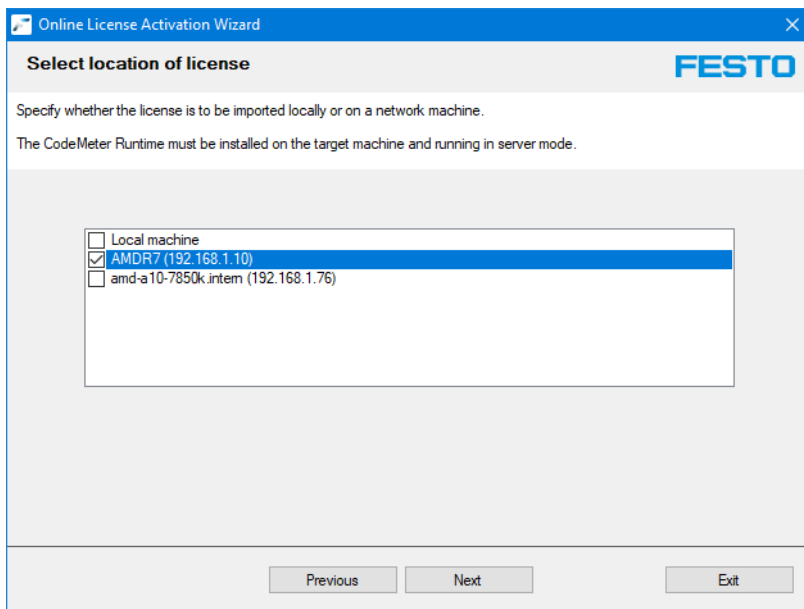 Online License Activation Wizard
Select location of license
FESTO
Specify whether the license is to be imported locally or on a network machine.
The CodeMeter Runtime must be installed on the target machine and running in server mode.
Local machine
AMDR7 (192.168.1.10)
amd-a10-7850k.intern (192.168.1.76)
Previous
Next
Exit